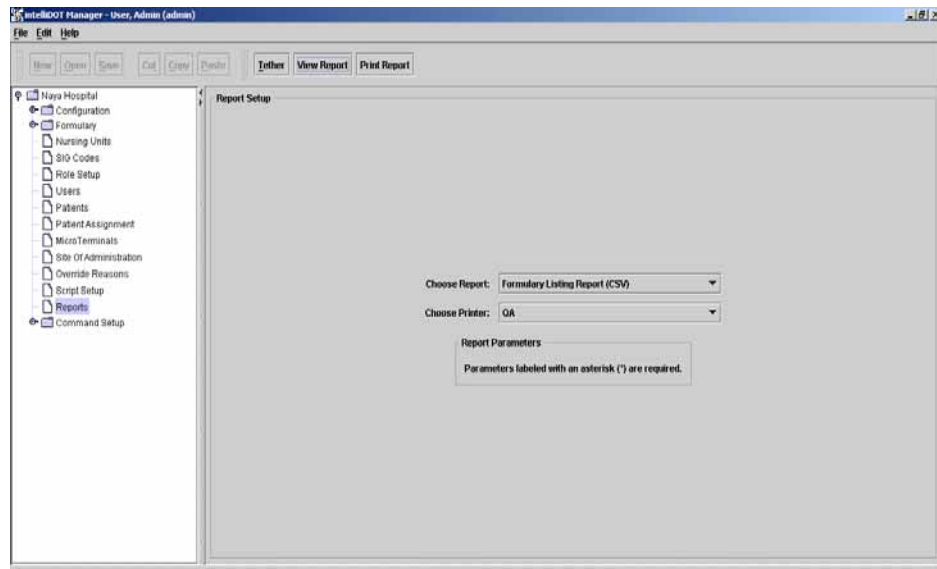 IntelliDOT Manager - User, Admin (admin)
File Edit Help
New Open Save Cut Copy Paste Tether View Report Print Report
Naya Hospital
Configuration
Formulary
Nursing Units
SIG Codes
Role Setup
Users
Patients
Patient Assignment
MicroTerminals
Site Of Administration
Override Reasons
Script Setup
Reports
Command Setup
Report Setup
Choose Report: Formulary Listing Report (CSV)
Choose Printer: QA
Report Parameters
Parameters labeled with an asterisk (*) are required.